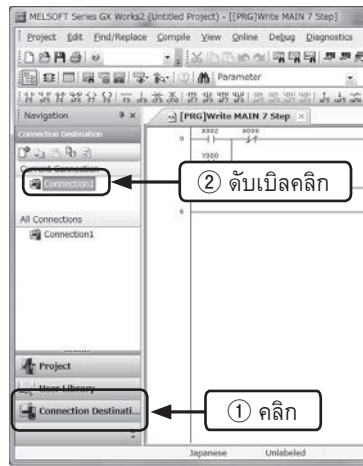 MELSOFT Series GX Works2 (Untitled Project) - [[PRG]Write MAIN 7 Step]
Project Edit Find/Replace Compile View Online Debug Diagnostics
Parameter
Navigation
[PRG]Write MAIN 7 Step
Connection Destination
0 X002 X000
Y000
Current Connection
Connection1
② ดับเบิลคลิก
6
All Connections
Connection1
Project
User Library
Connection Destinati...
① คลิก
Japanese Unlabeled